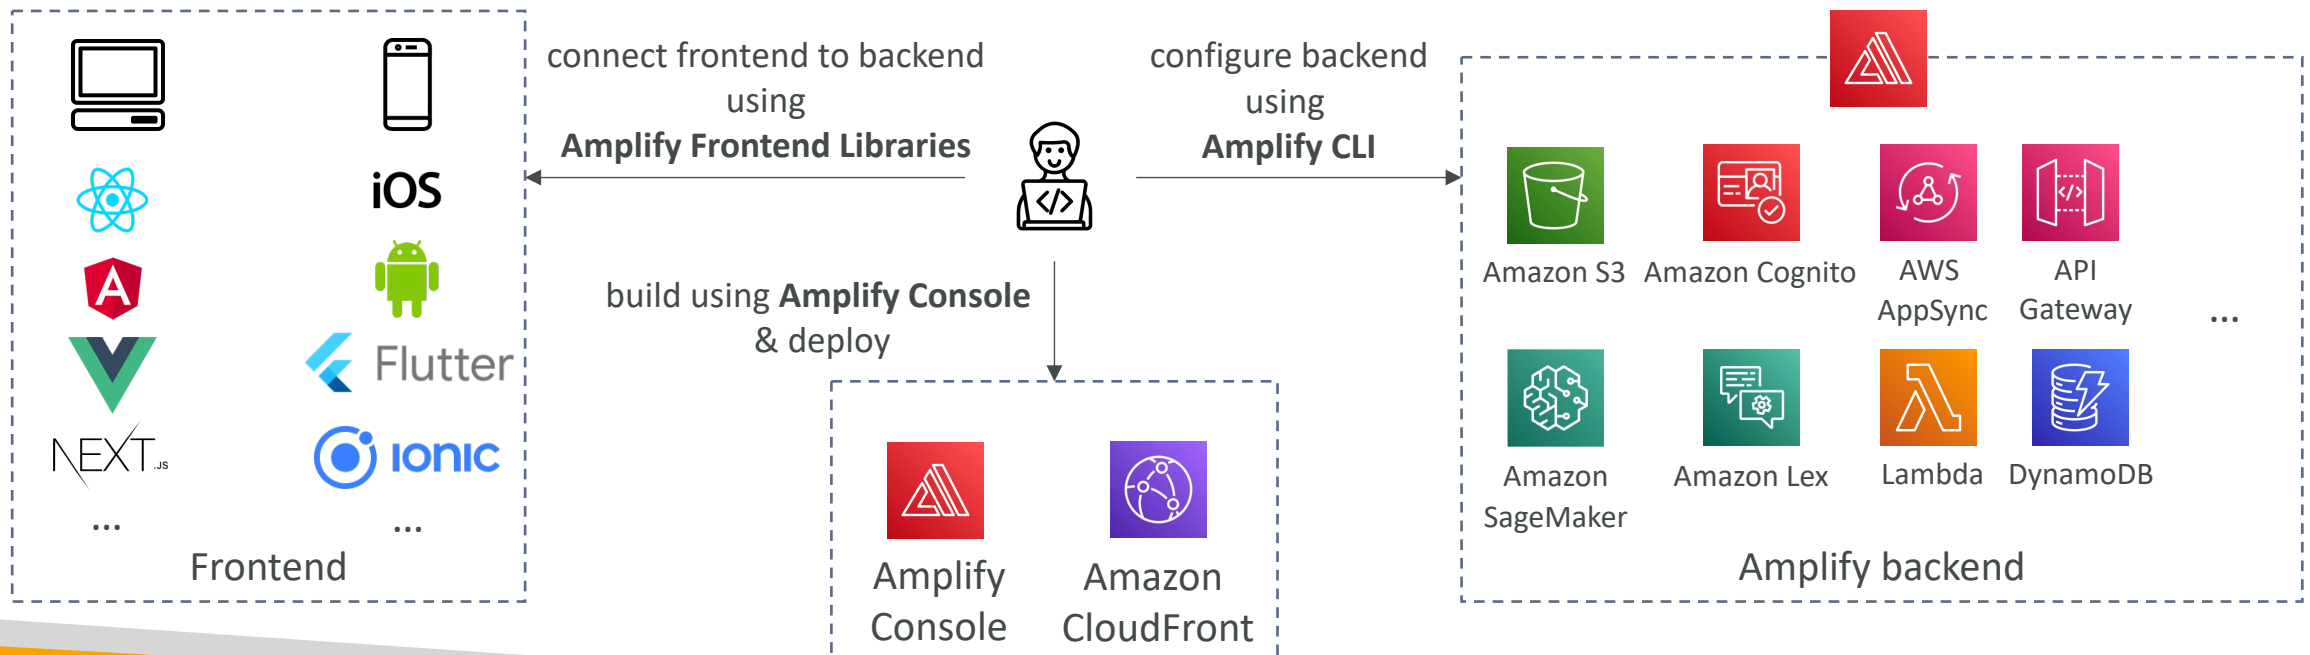 iOS
Flutter
NEXT.JS
ionic
...
...
Frontend
connect frontend to backend
using
Amplify Frontend Libraries
</>
configure backend
using
Amplify CLI
build using Amplify Console
& deploy
Amplify
Console
Amazon
CloudFront
</>
Amazon S3
Amazon Cognito
AWS
AppSync
API
Gateway
...
Amazon
SageMaker
Amazon Lex
Lambda
DynamoDB
Amplify backend